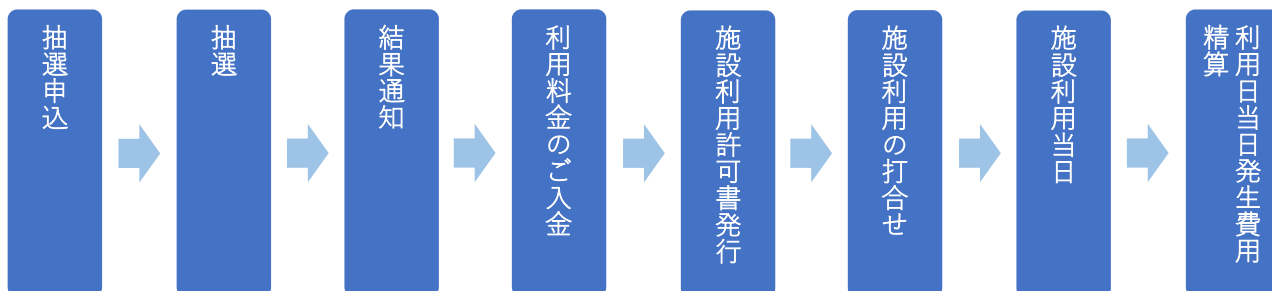 抽選申込
抽選
結果通知
利用料金のご入金
施設利用許可書発行
施設利用の打合せ
施設利用当日
利用日当日発生費用
精算